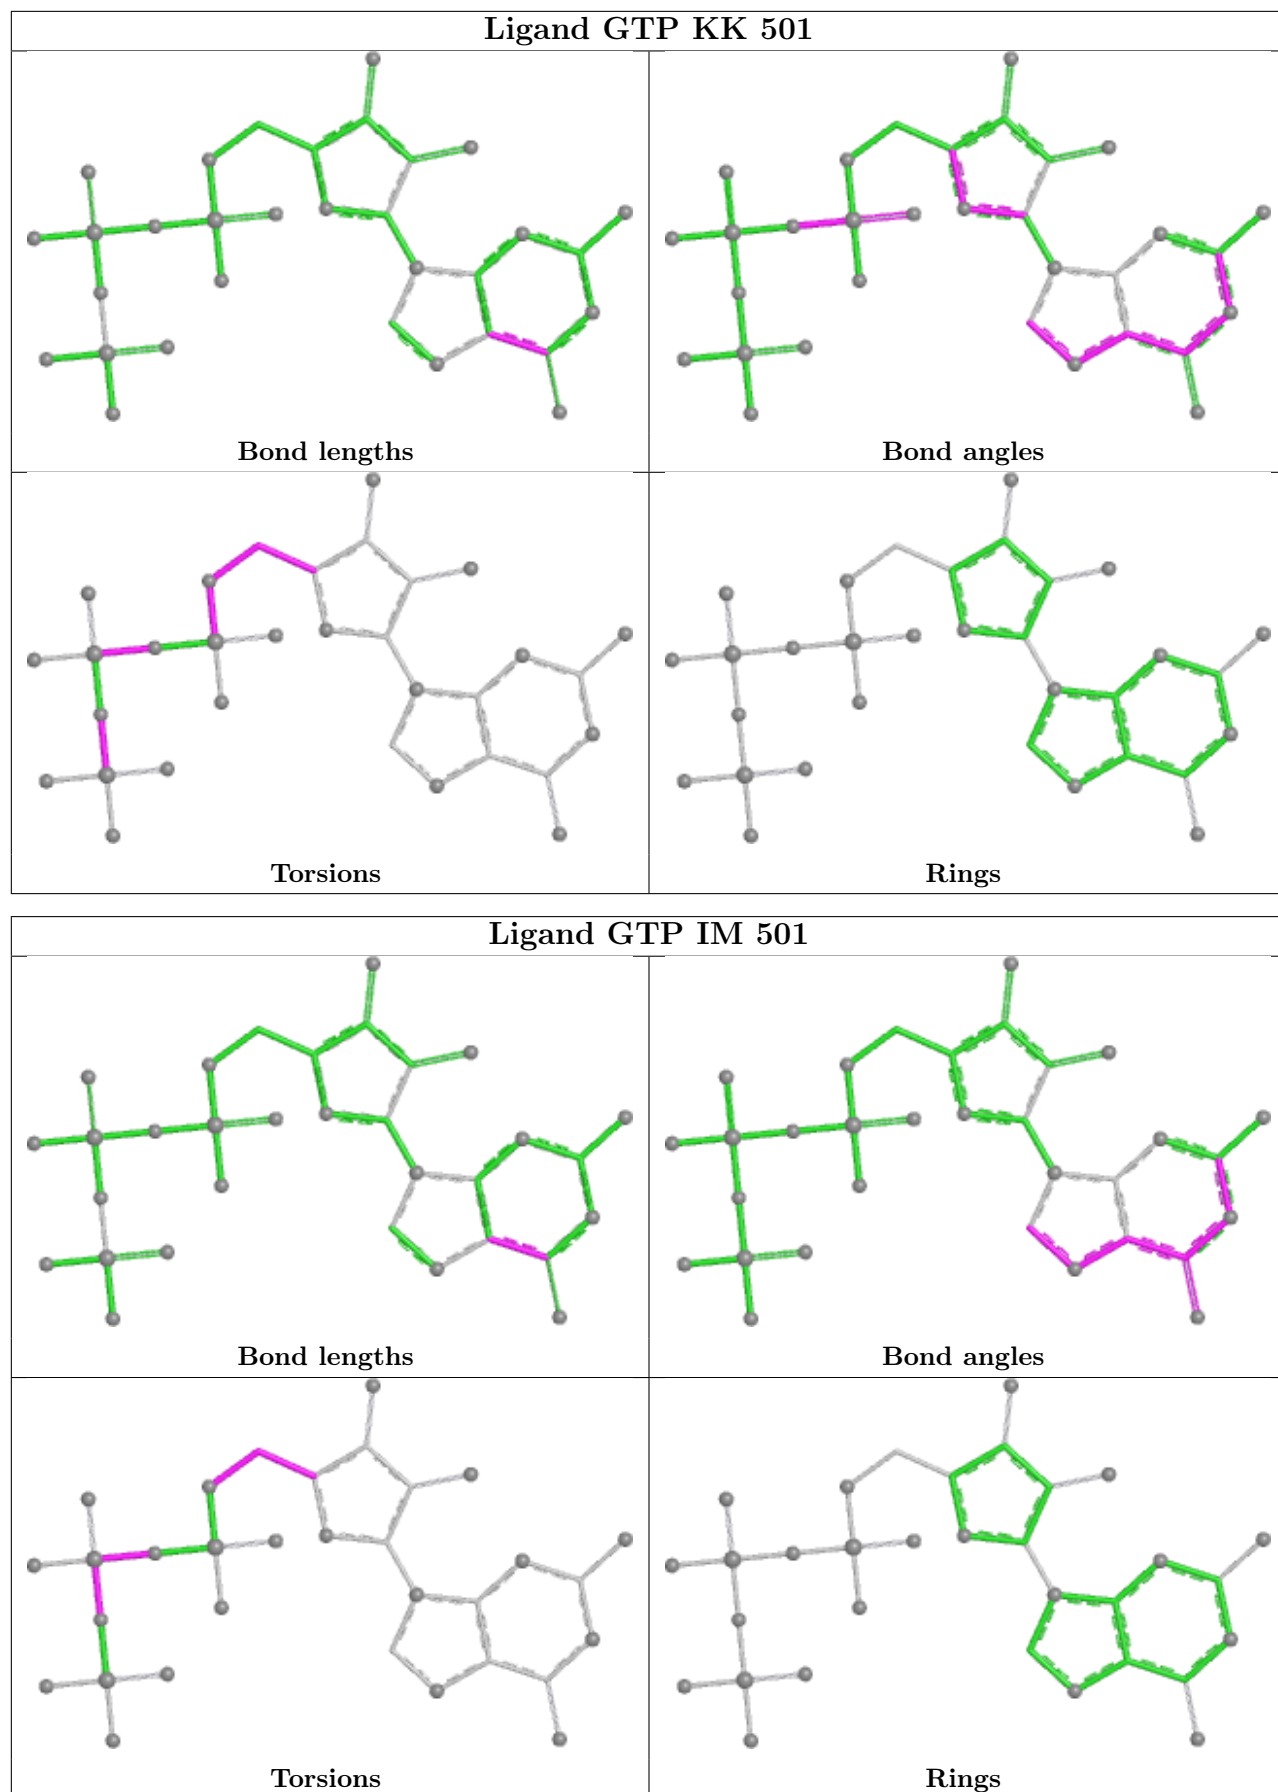 Ligand GTP KK 501
Bond lengths
Bond angles
Torsions
Rings
Ligand GTP IM 501
Bond lengths
Bond angles
Torsions
Rings